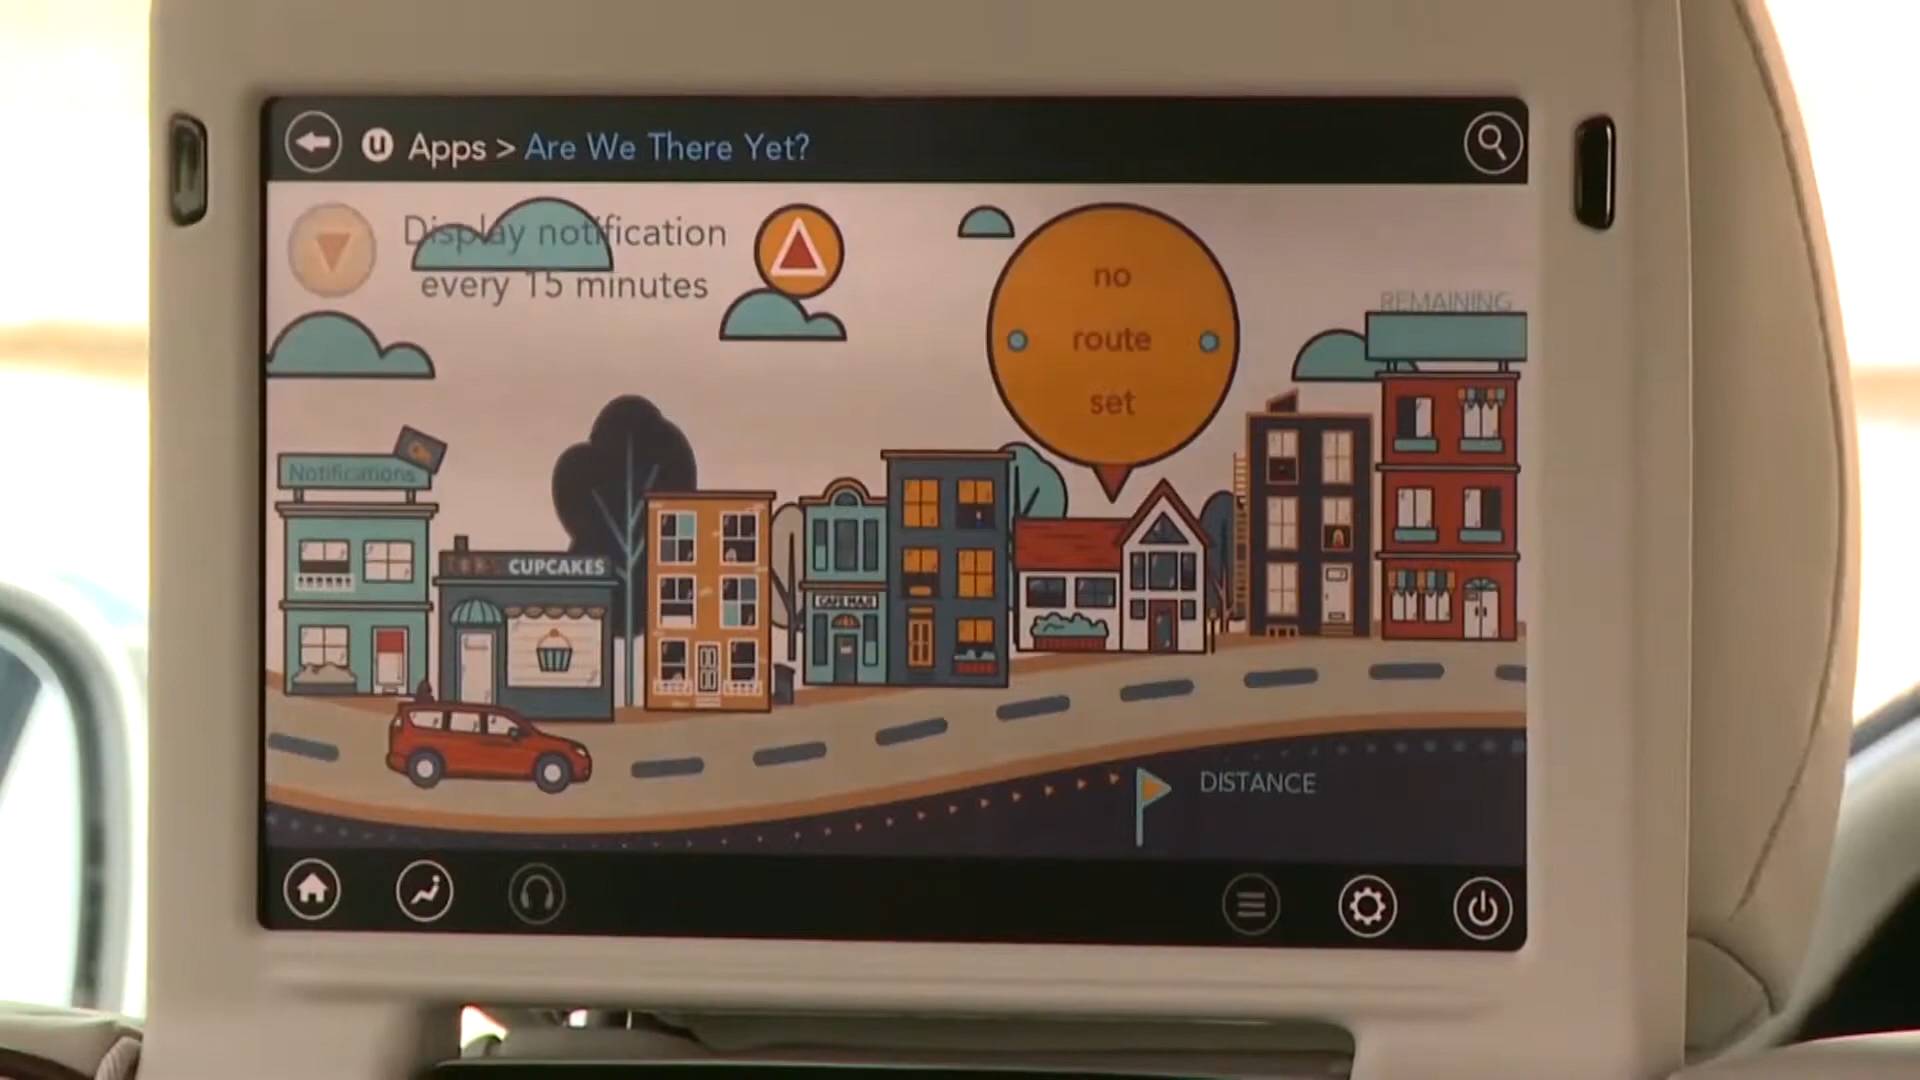 u Apps > Are We There Yet?
Display notification
every 15 minutes
no
route
set
REMAINING
Notifications
CUPCAKES
DISTANCE